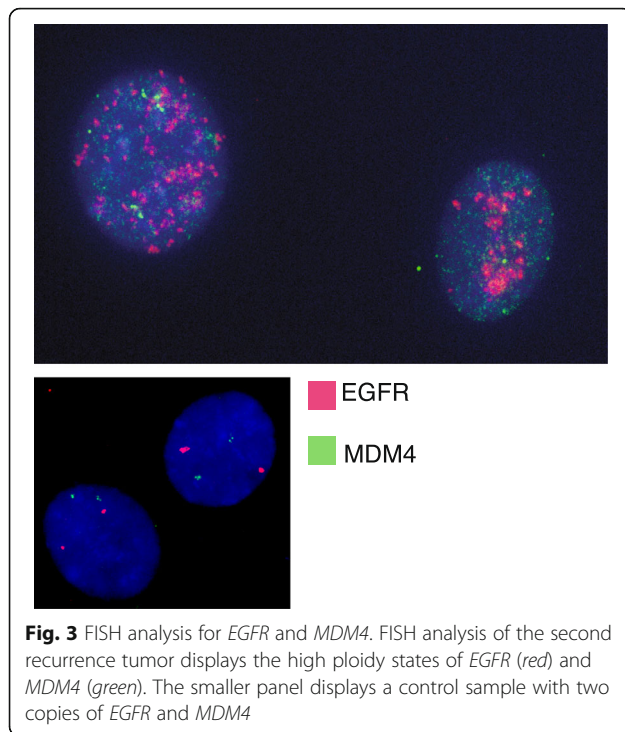 EGFR
MDM4
Fig. 3 FISH analysis for EGFR and MDM4. FISH analysis of the second
recurrence tumor displays the high ploidy states of EGFR (red) and
MDM4 (green). The smaller panel displays a control sample with two
copies of EGFR and MDM4